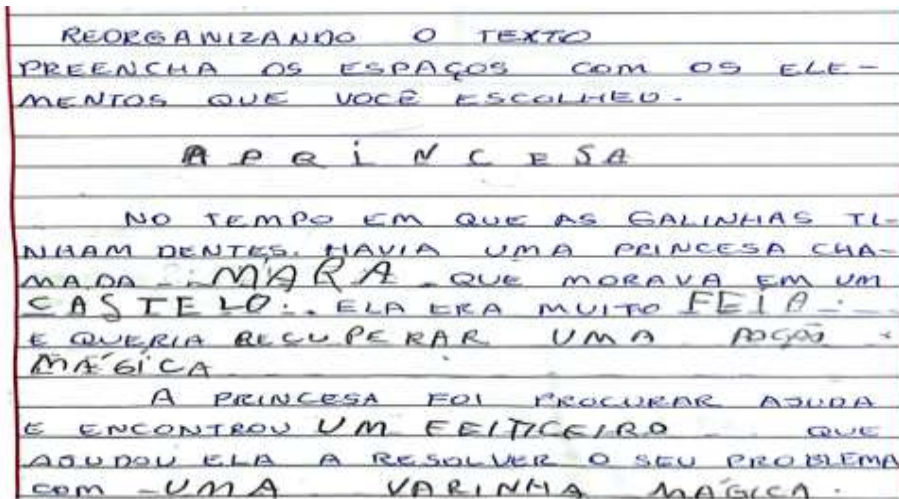 REORGANIZANDO O TEXTO
PREENCHA OS ESPAÇOS COM OS ELE-
MENTOS QUE VOCÊ ESCOLHEU.
A PRINCESA
NO TEMPO EM QUE AS GALINHAS TI-
NHAM DENTES, HAVIA UMA PRINCESA CHA-
MADA MARA QUE MORAVA EM UM
CASTELO. ELA ERA MUITO FEIA
E QUERIA RECUPERAR UMA POÇÃO
MÁGICA
A PRINCESA FOI PROCURAR AJUDA
E ENCONTROU UM FEITICEIRO QUE
AJUDOU ELA A RESOLVER O SEU PROBLEMA
COM UMA VARINHA MÁGICA.